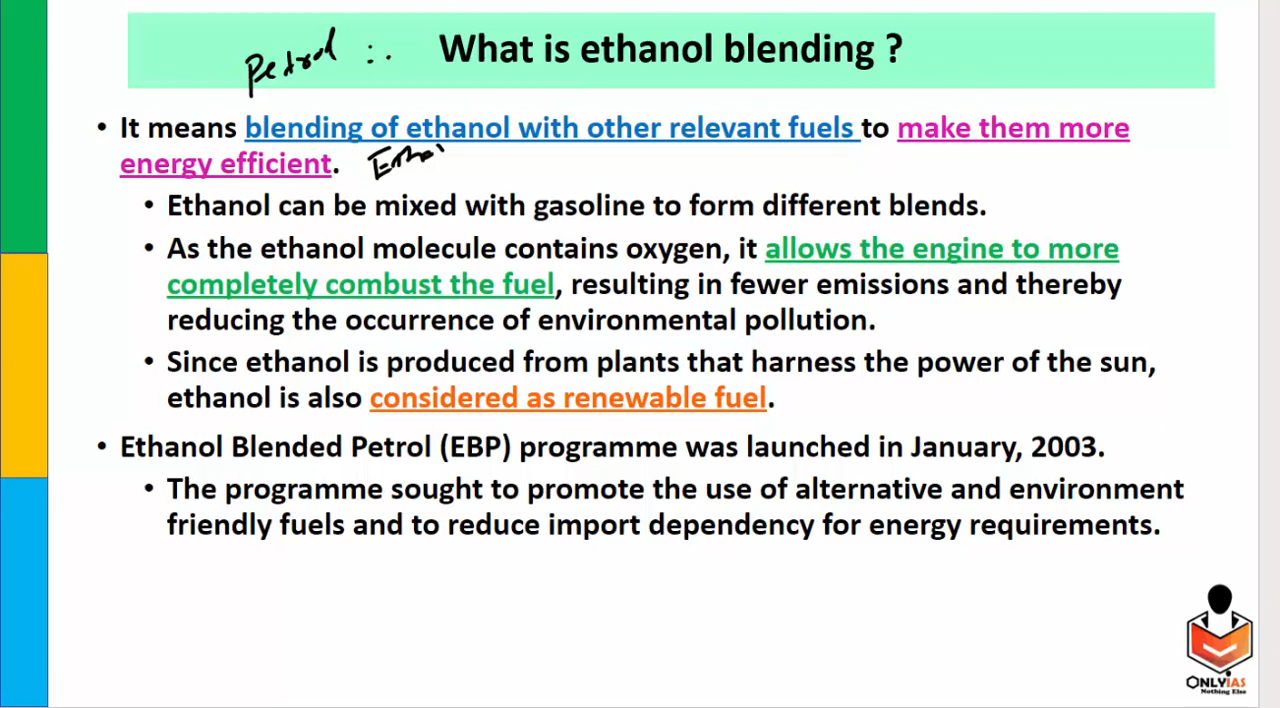 Petrol :. What is ethanol blending ?
• It means blending of ethanol with other relevant fuels to make them more
energy efficient.
• Ethanol can be mixed with gasoline to form different blends.
• As the ethanol molecule contains oxygen, it allows the engine to more
completely combust the fuel, resulting in fewer emissions and thereby
reducing the occurrence of environmental pollution.
• Since ethanol is produced from plants that harness the power of the sun,
ethanol is also considered as renewable fuel.
• Ethanol Blended Petrol (EBP) programme was launched in January, 2003.
• The programme sought to promote the use of alternative and environment
friendly fuels and to reduce import dependency for energy requirements.
ONLYIAS
Nothing Else